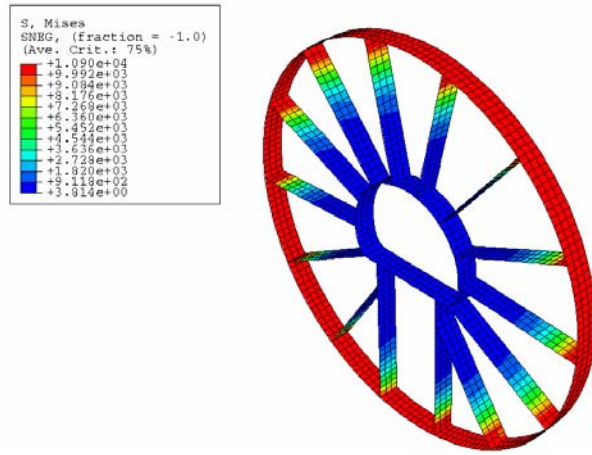 S, Mises
SNEG, (fraction = -1.0)
(Ave. Crit.: 75%)
+1.090e+04
+9.992e+03
+9.084e+03
+8.176e+03
+7.268e+03
+6.360e+03
+5.452e+03
+4.544e+03
+3.636e+03
+2.728e+03
+1.820e+03
+9.118e+02
+3.814e+00